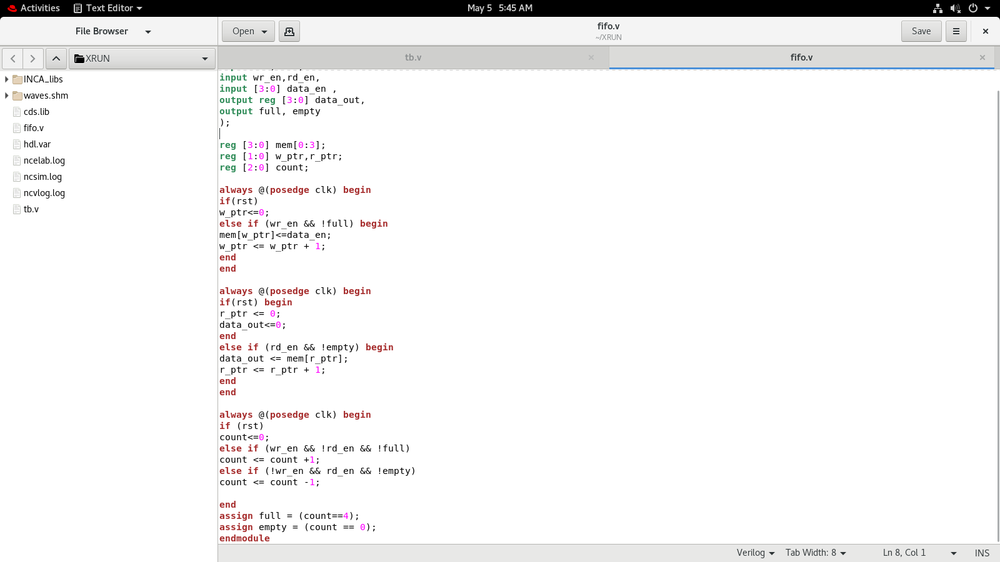 Activities Text Editor May 5 5:45 AM
File Browser Open fifo.v Save
~/XRUN
XRUN tb.v fifo.v
INCA_libs
waves.shm
cds.lib
fifo.v
hdl.var
ncelab.log
ncsim.log
ncvlog.log
tb.v
input wr_en,rd_en,
input [3:0] data_en ,
output reg [3:0] data_out,
output full, empty
);
reg [3:0] mem[0:3];
reg [1:0] w_ptr,r_ptr;
reg [2:0] count;
always @(posedge clk) begin
if(rst)
w_ptr<=0;
else if (wr_en && !full) begin
mem[w_ptr]<=data_en;
w_ptr <= w_ptr + 1;
end
end
always @(posedge clk) begin
if(rst) begin
r_ptr <= 0;
data_out<=0;
end
else if (rd_en && !empty) begin
data_out <= mem[r_ptr];
r_ptr <= r_ptr + 1;
end
end
always @(posedge clk) begin
if (rst)
count<=0;
else if (wr_en && !rd_en && !full)
count <= count +1;
else if (!wr_en && rd_en && !empty)
count <= count -1;
end
assign full = (count==4);
assign empty = (count == 0);
endmodule
Verilog Tab Width: 8 Ln 8, Col 1 INS